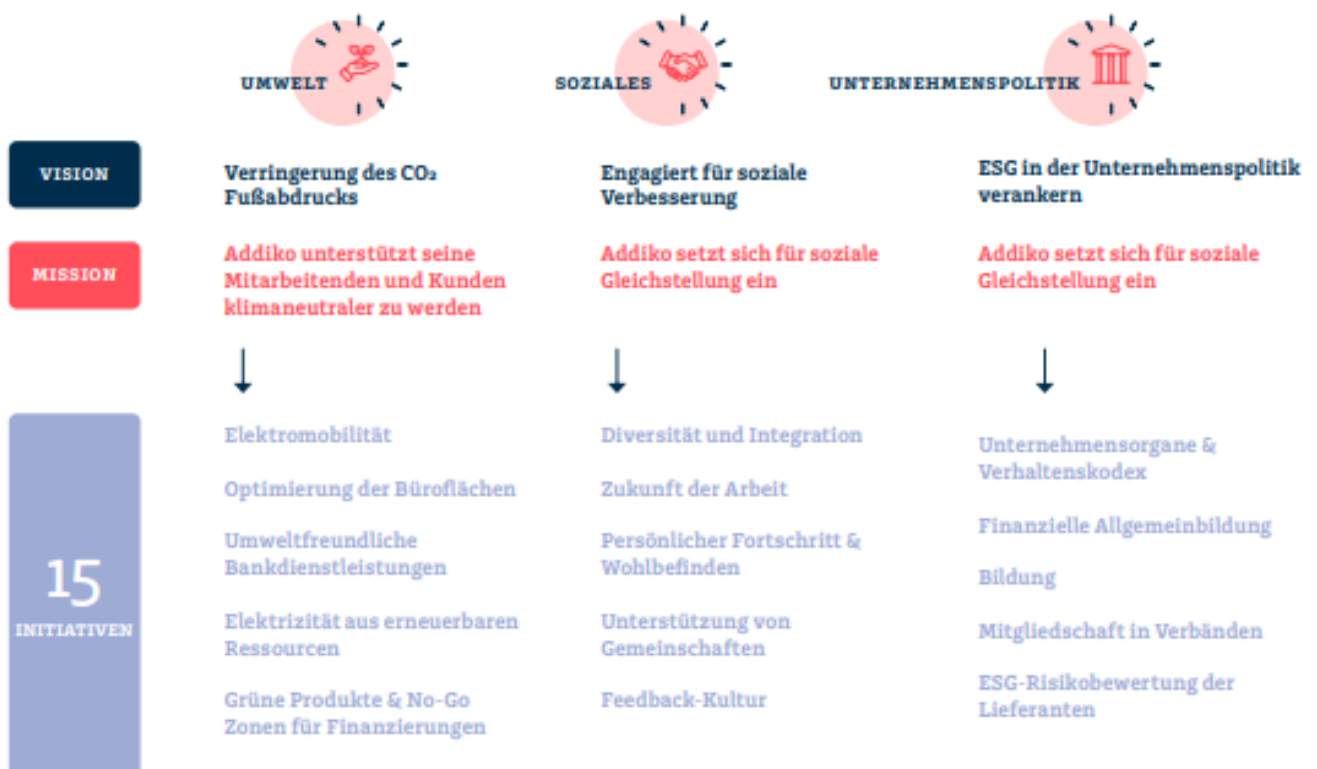 UMWELT
SOZIALES
UNTERNEHMENSPOLITIK
VISION
Verringerung des CO₂
Fußabdrucks
Engagiert für soziale
Verbesserung
ESG in der Unternehmenspolitik
verankern
MISSION
Addiko unterstützt seine
Mitarbeitenden und Kunden
klimaneutraler zu werden
Addiko setzt sich für soziale
Gleichstellung ein
Addiko setzt sich für soziale
Gleichstellung ein
15
INITIATIVEN
Elektromobilität
Optimierung der Büroflächen
Umweltfreundliche
Bankdienstleistungen
Elektrizität aus erneuerbaren
Ressourcen
Grüne Produkte & No-Go
Zonen für Finanzierungen
Diversität und Integration
Zukunft der Arbeit
Persönlicher Fortschritt &
Wohlbefinden
Unterstützung von
Gemeinschaften
Feedback-Kultur
Unternehmensorgane &
Verhaltenskodex
Finanzielle Allgemeinbildung
Bildung
Mitgliedschaft in Verbänden
ESG-Risikobewertung der
Lieferanten